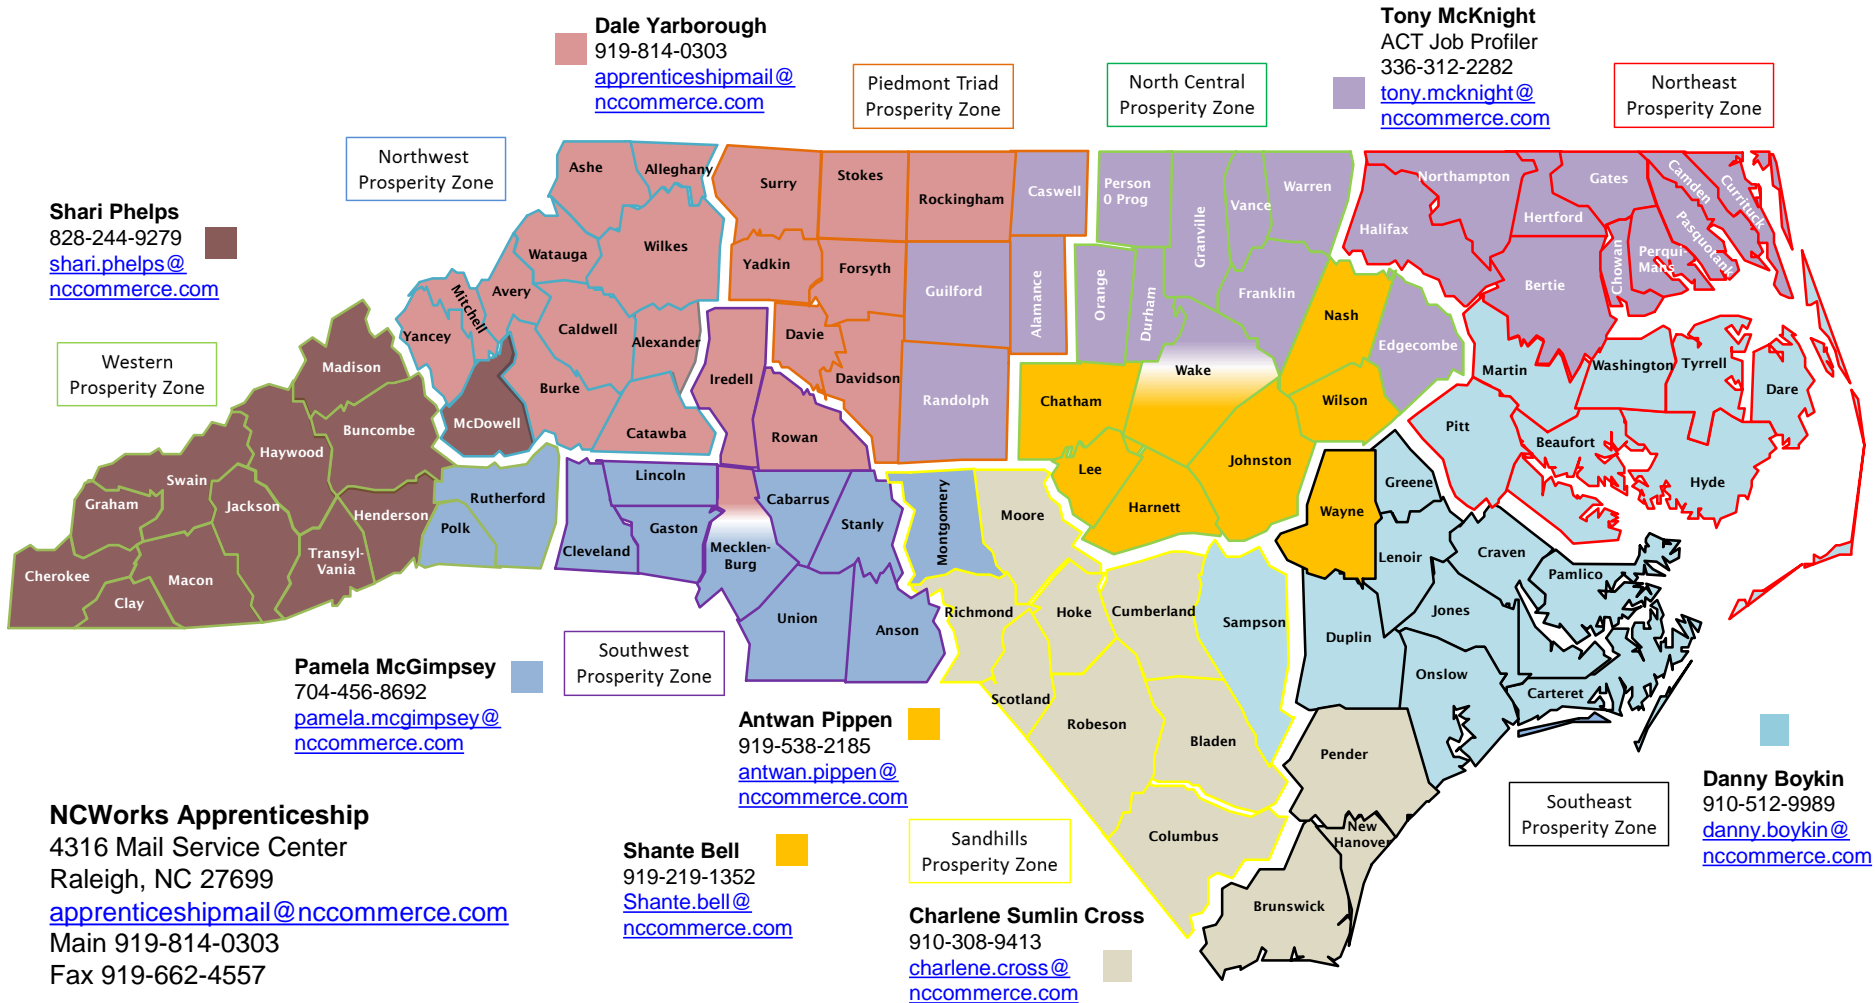 Dale Yarborough
919-814-0303
apprenticeshipmail@
nccommerce.com
Tony McKnight
ACT Job Profiler
336-312-2282
tony.mcknight@
nccommerce.com
Piedmont Triad
Prosperity Zone
North Central
Prosperity Zone
Northeast
Prosperity Zone
Northwest
Prosperity Zone
Shari Phelps
828-244-9279
shari.phelps@
nccommerce.com
Western
Prosperity Zone
Ashe
Alleghany
Surry
Stokes
Rockingham
Caswell
Person
0 Prog
Granville
Vance
Warren
Northampton
Halifax
Gates
Hertford
Camden
Currituck
Pasquotank
Perqui-
Mans
Chowan
Bertie
Watauga
Wilkes
Yadkin
Forsyth
Guilford
Alamance
Orange
Durham
Franklin
Nash
Edgecombe
Mitchell
Avery
Yancey
Caldwell
Alexander
Davie
Iredell
Davidson
Randolph
Chatham
Wake
Wilson
Martin
Washington
Tyrrell
Dare
Madison
Burke
McDowell
Catawba
Rowan
Buncombe
Haywood
Swain
Graham
Jackson
Henderson
Transyl-
Vania
Cherokee
Clay
Macon
Rutherford
Polk
Cleveland
Lincoln
Gaston
Mecklen-
Burg
Cabarrus
Stanly
Union
Anson
Montgomery
Moore
Lee
Harnett
Johnston
Wayne
Greene
Pitt
Beaufort
Hyde
Lenoir
Craven
Pamlico
Jones
Duplin
Onslow
Carteret
Richmond
Hoke
Cumberland
Sampson
Scotland
Robeson
Bladen
Columbus
Pender
New
Hanover
Brunswick
Pamela McGimpsey
704-456-8692
pamela.mcgimpsey@
nccommerce.com
Southwest
Prosperity Zone
Antwan Pippen
919-538-2185
antwan.pippen@
nccommerce.com
Shante Bell
919-219-1352
Shante.bell@
nccommerce.com
Sandhills
Prosperity Zone
Charlene Sumlin Cross
910-308-9413
charlene.cross@
nccommerce.com
Southeast
Prosperity Zone
Danny Boykin
910-512-9989
danny.boykin@
nccommerce.com
NCWorks Apprenticeship
4316 Mail Service Center
Raleigh, NC 27699
apprenticeshipmail@nccommerce.com
Main 919-814-0303
Fax 919-662-4557